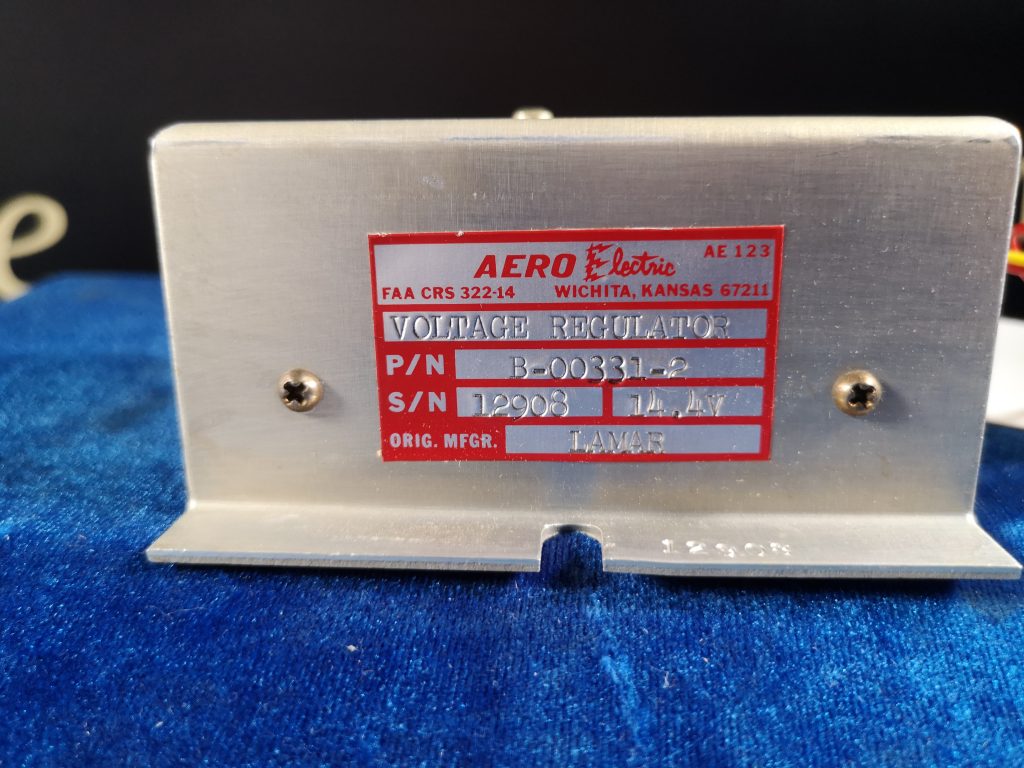 AERO Electric AE 123
FAA CRS 322-14 WICHITA, KANSAS 67211
VOLTAGE REGULATOR
P/N B-00331-2
S/N 12908 14.4V
ORIG. MFGR. LAMAR
12908